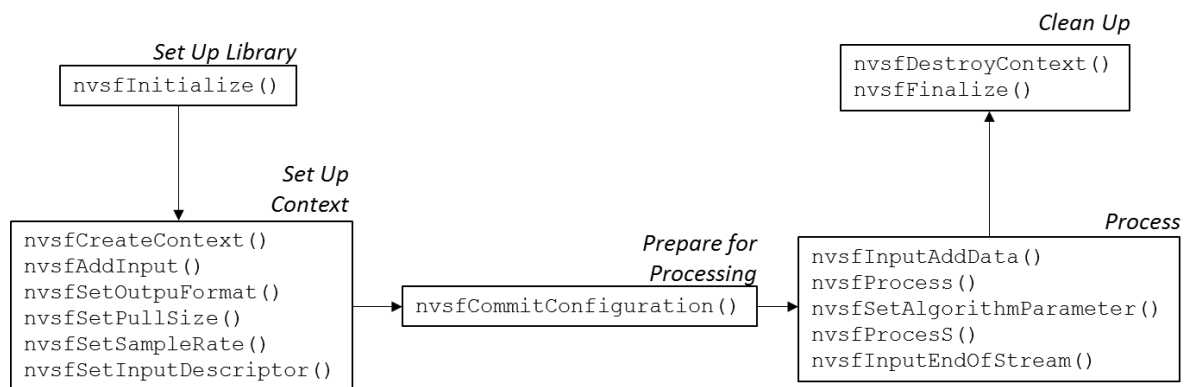 Set Up Library
nvsfInitialize()
Set Up
Context
nvsfCreateContext()
nvsfAddInput()
nvsfSetOutpuFormat()
nvsfSetPullSize()
nvsfSetSampleRate()
nvsfSetInputDescriptor()
Prepare for
Processing
nvsfCommitConfiguration()
Process
nvsfInputAddData()
nvsfProcess()
nvsfSetAlgorithmParameter()
nvsfProcesS()
nvsfInputEndOfStream()
Clean Up
nvsfDestroyContext()
nvsfFinalize()